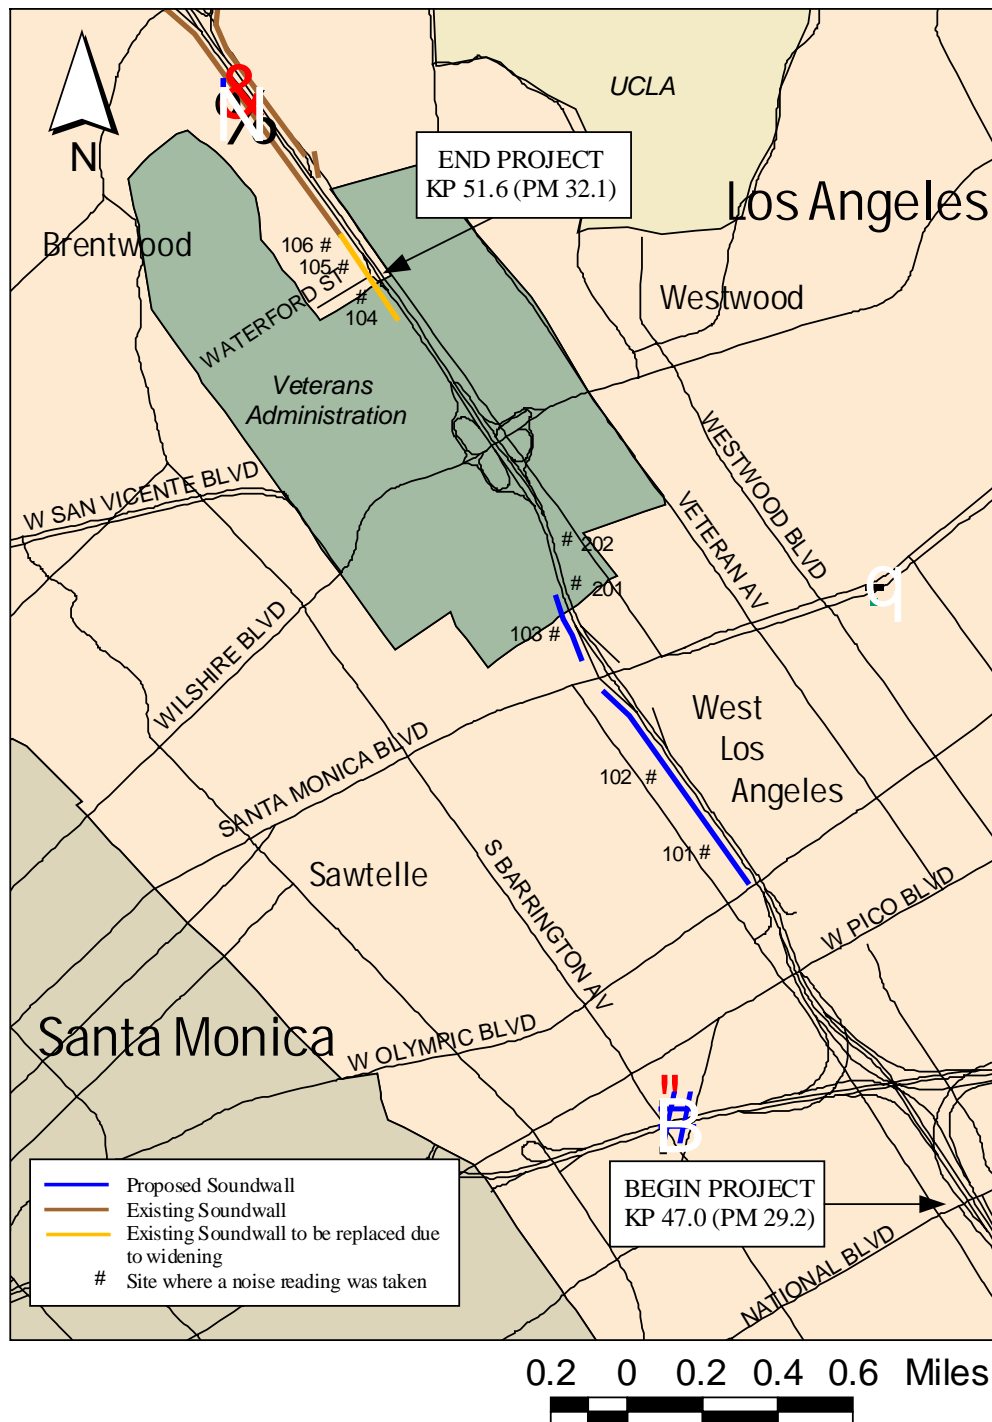 UCLA
N
END PROJECT
KP 51.6 (PM 32.1)
Los Angeles
Brentwood
106 #
105 #
#
104
WATERFORD ST
Westwood
Veterans
Administration
WESTWOOD BLVD
W SAN VICENTE BLVD
VETERAN AV
# 202
# 201
103 #
WILSHIRE BLVD
West
Los
Angeles
SANTA MONICA BLVD
102 #
101 #
Sawtelle
S BARRINGTON AV
W PICO BLVD
Santa Monica
W OLYMPIC BLVD
BEGIN PROJECT
KP 47.0 (PM 29.2)
NATIONAL BLVD
Proposed Soundwall
Existing Soundwall
Existing Soundwall to be replaced due
to widening
# Site where a noise reading was taken
0.2 0 0.2 0.4 0.6 Miles